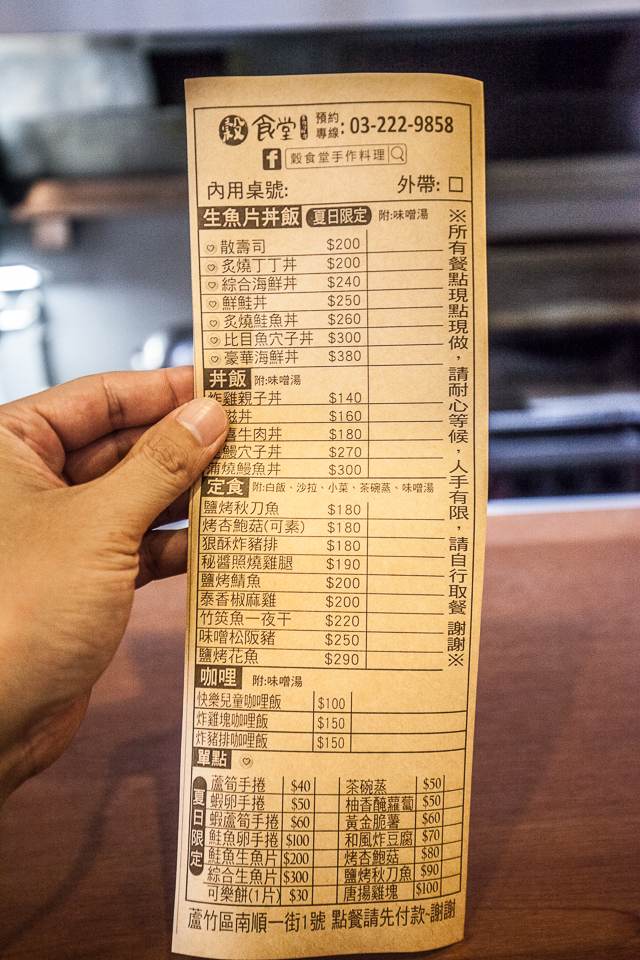 穀 食堂 預約專線:03-222-9858
f 穀食堂手作料理
內用桌號: 外帶:□
生魚片丼飯 夏日限定 附:味噌湯
♡ 散壽司 $200
♡ 炙燒丁丁丼 $200
♡ 綜合海鮮丼 $240
♡ 鮮鮭丼 $250
♡ 炙燒鮭魚丼 $260
♡ 比目魚穴子丼 $300
♡ 豪華海鮮丼 $380
丼飯 附:味噌湯
炸雞親子丼 $140
滋丼 $160
喜牛肉丼 $180
鰻穴子丼 $270
蒲燒鰻魚丼 $300
定食 附:白飯、沙拉、小菜、茶碗蒸、味噌湯
鹽烤秋刀魚 $180
烤杏鮑菇(可素) $180
狠酥炸豬排 $180
秘醬照燒雞腿 $190
鹽烤鯖魚 $200
泰香椒麻雞 $200
竹筴魚一夜干 $220
味噌松阪豬 $250
鹽烤花魚 $290
咖哩 附:味噌湯
快樂兒童咖哩飯 $100
炸雞塊咖哩飯 $150
炸豬排咖哩飯 $150
單點 ♡
夏日限定
蘆筍手捲 $40 茶碗蒸 $50
蝦卵手捲 $50 柚香醃蘿蔔 $50
蝦蘆筍手捲 $60 黃金脆薯 $60
鮭魚卵手捲 $100 和風炸豆腐 $70
鮭魚生魚片 $200 烤杏鮑菇 $80
綜合生魚片 $300 鹽烤秋刀魚 $90
可樂餅(1片) $30 唐揚雞塊 $100
蘆竹區南順一街1號 點餐請先付款~謝謝
※所有餐點現點現做,請耐心等候,人手有限,請自行取餐 謝謝※